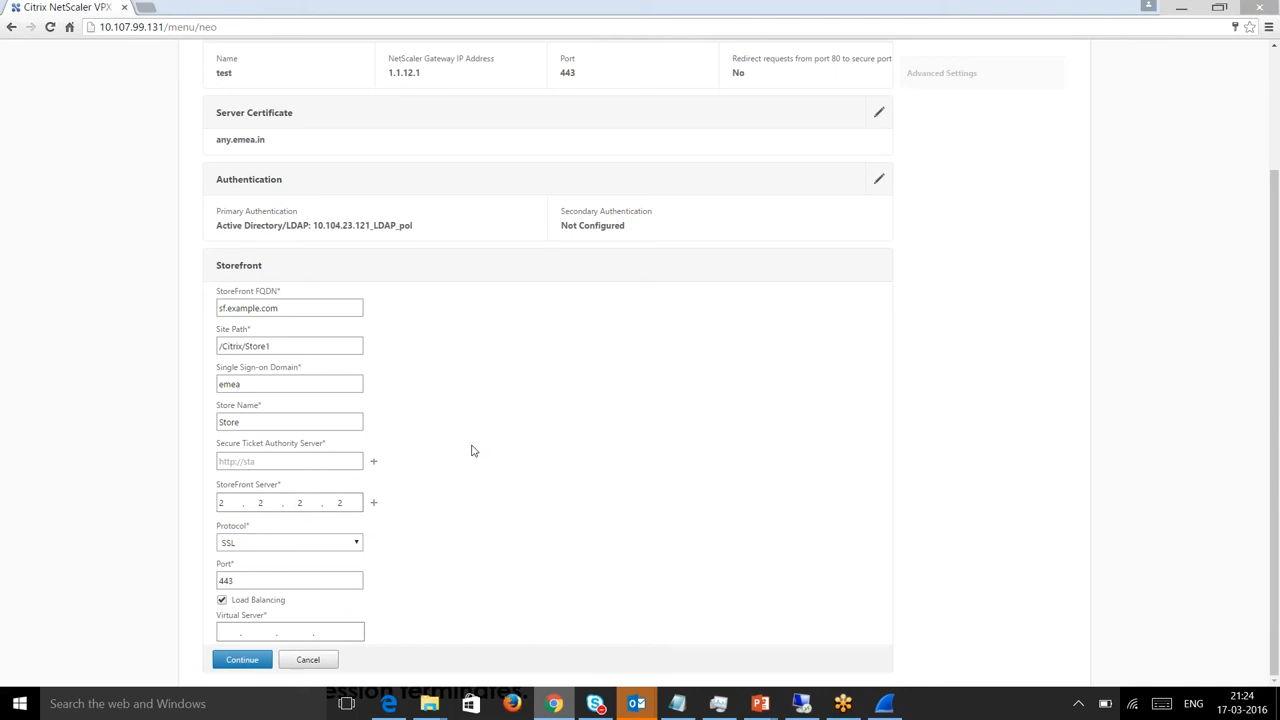 Citrix NetScaler VPX
10.107.99.131/menu/neo
Name
test
NetScaler Gateway IP Address
1.1.12.1
Port
443
Redirect requests from port 80 to secure port
No
Advanced Settings
Server Certificate
any.emea.in
Authentication
Primary Authentication
Active Directory/LDAP: 10.104.23.121_LDAP_pol
Secondary Authentication
Not Configured
Storefront
StoreFront FQDN*
sf.example.com
Site Path*
/Citrix/Store1
Single Sign-on Domain*
emea
Store Name*
Store
Secure Ticket Authority Server*
http://sta
StoreFront Server*
2 . 2 . 2 . 2
Protocol*
SSL
Port*
443
Load Balancing
Virtual Server*
. . .
Continue Cancel
ession terminates.
Search the web and Windows
ENG
21:24
17-03-2016